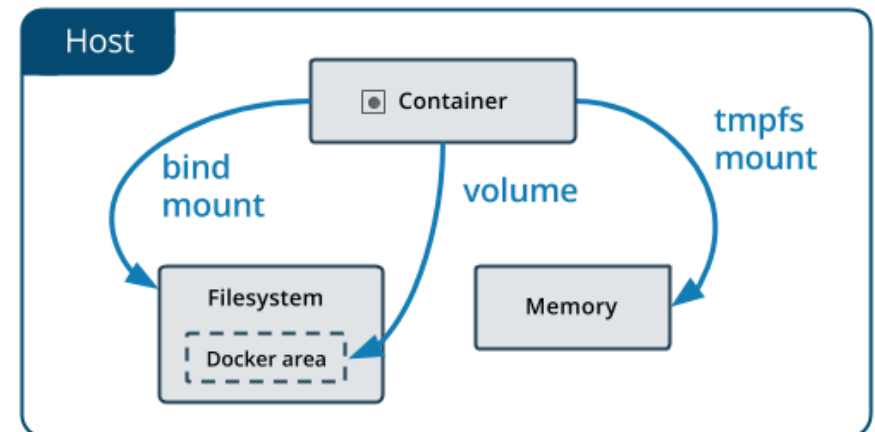 Host
Container
bind
mount
volume
tmpfs
mount
Filesystem
Docker area
Memory